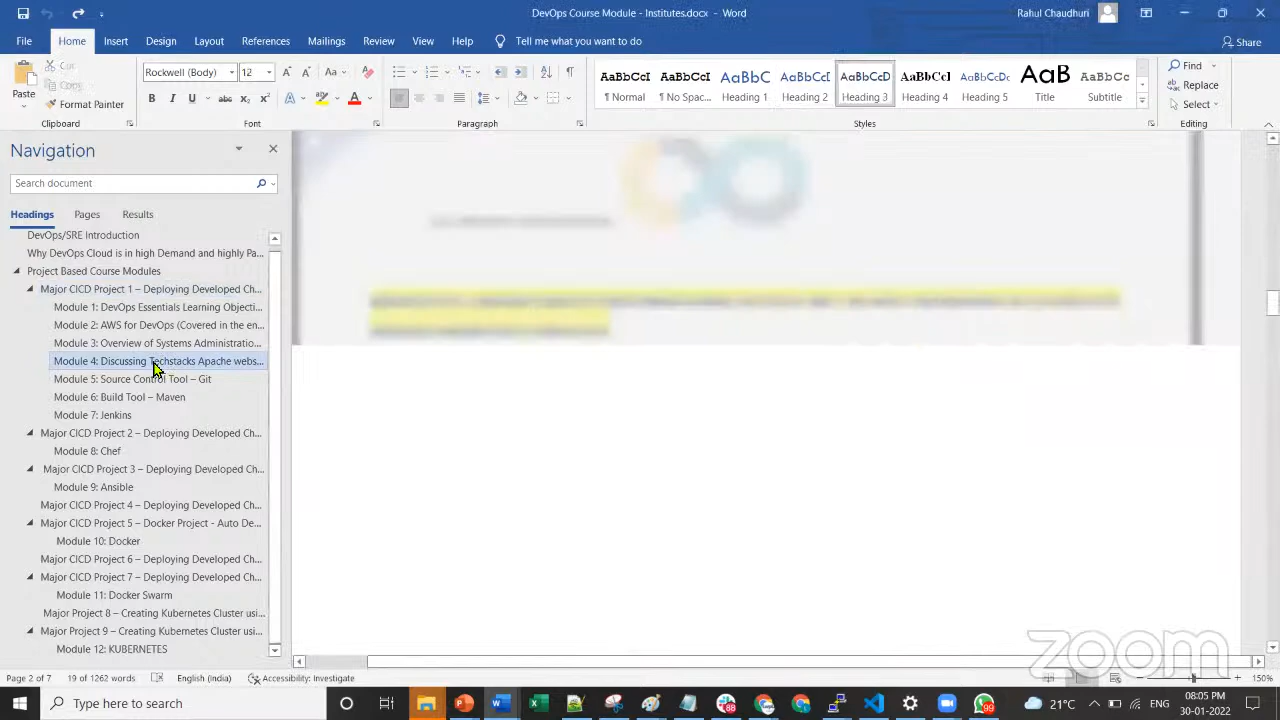 DevOps Course Module - Institutes.docx - Word
Rahul Chaudhuri
File Home Insert Design Layout References Mailings Review View Help Tell me what you want to do Share
Paste
Cut
Copy
Format Painter
Clipboard
Rockwell (Body) 12
Font
Paragraph
AaBbCcI AaBbCcI AaBbC AaBbCcI AaBbCcD AaBbCcI AaBbCcDc AaB AaBbCc
¶ Normal ¶ No Spac... Heading 1 Heading 2 Heading 3 Heading 4 Heading 5 Title Subtitle
Styles
Find
Replace
Select
Editing
Navigation
Search document
Headings Pages Results
DevOps/SRE Introduction
Why DevOps Cloud is in high Demand and highly Pa...
Project Based Course Modules
Major CICD Project 1 – Deploying Developed Ch...
Module 1: DevOps Essentials Learning Objecti...
Module 2: AWS for DevOps (Covered in the en...
Module 3: Overview of Systems Administratio...
Module 4: Discussing Techstacks Apache webs...
Module 5: Source Control Tool – Git
Module 6: Build Tool – Maven
Module 7: Jenkins
Major CICD Project 2 – Deploying Developed Ch...
Module 8: Chef
Major CICD Project 3 – Deploying Developed Ch...
Module 9: Ansible
Major CICD Project 4 – Deploying Developed Ch...
Major CICD Project 5 – Docker Project - Auto De...
Module 10: Docker
Major CICD Project 6 – Deploying Developed Ch...
Major CICD Project 7 – Deploying Developed Ch...
Module 11: Docker Swarm
Major Project 8 – Creating Kubernetes Cluster usi...
Major Project 9 – Creating Kubernetes Cluster usi...
Module 12: KUBERNETES
zoom
Page 2 of 7 19 of 1262 words English (India) Accessibility: Investigate 150%
Type here to search
99
21°C ENG 08:05 PM
30-01-2022